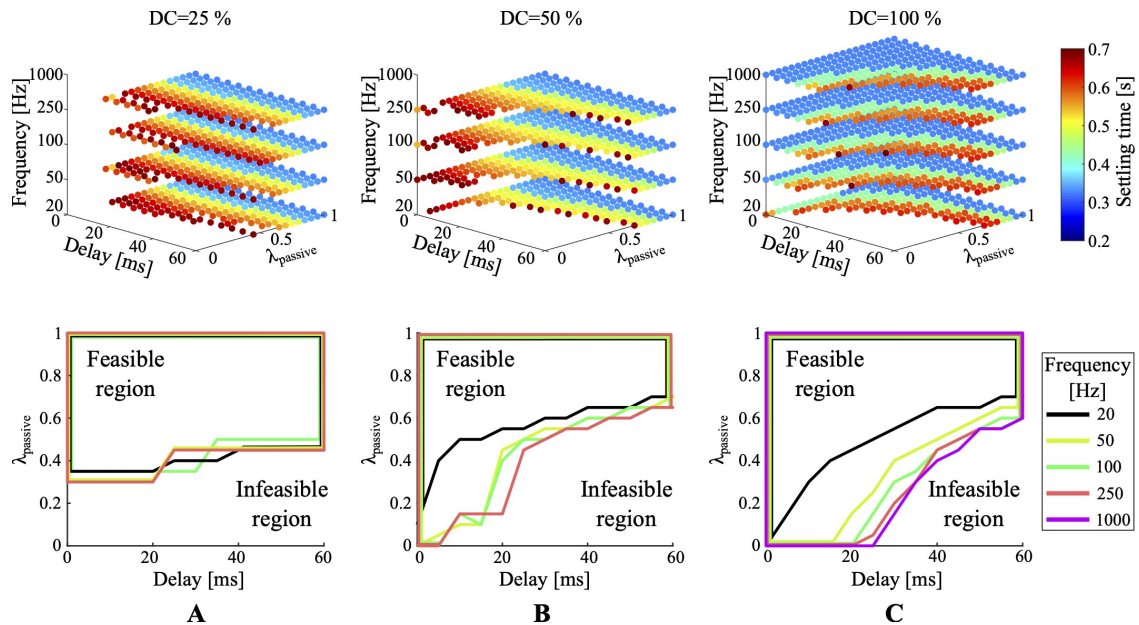 DC=25 %
DC=50 %
DC=100 %
Frequency [Hz]
1000
250
100
50
20
0
20
40
60
Delay [ms]
0
0.5
1
λpassive
Frequency [Hz]
1000
250
100
50
20
0
20
40
60
Delay [ms]
0
0.5
1
λpassive
Frequency [Hz]
1000
250
100
50
20
0
20
40
60
Delay [ms]
0
0.5
1
λpassive
0.7
0.6
0.5
0.4
0.3
0.2
Settling time [s]
λpassive
1
0.8
0.6
0.4
0.2
0
Feasible
region
Infeasible
region
0
20
40
60
Delay [ms]
A
λpassive
1
0.8
0.6
0.4
0.2
0
Feasible
region
Infeasible
region
0
20
40
60
Delay [ms]
B
λpassive
1
0.8
0.6
0.4
0.2
0
Feasible
region
Infeasible
region
0
20
40
60
Delay [ms]
C
Frequency
[Hz]
20
50
100
250
1000